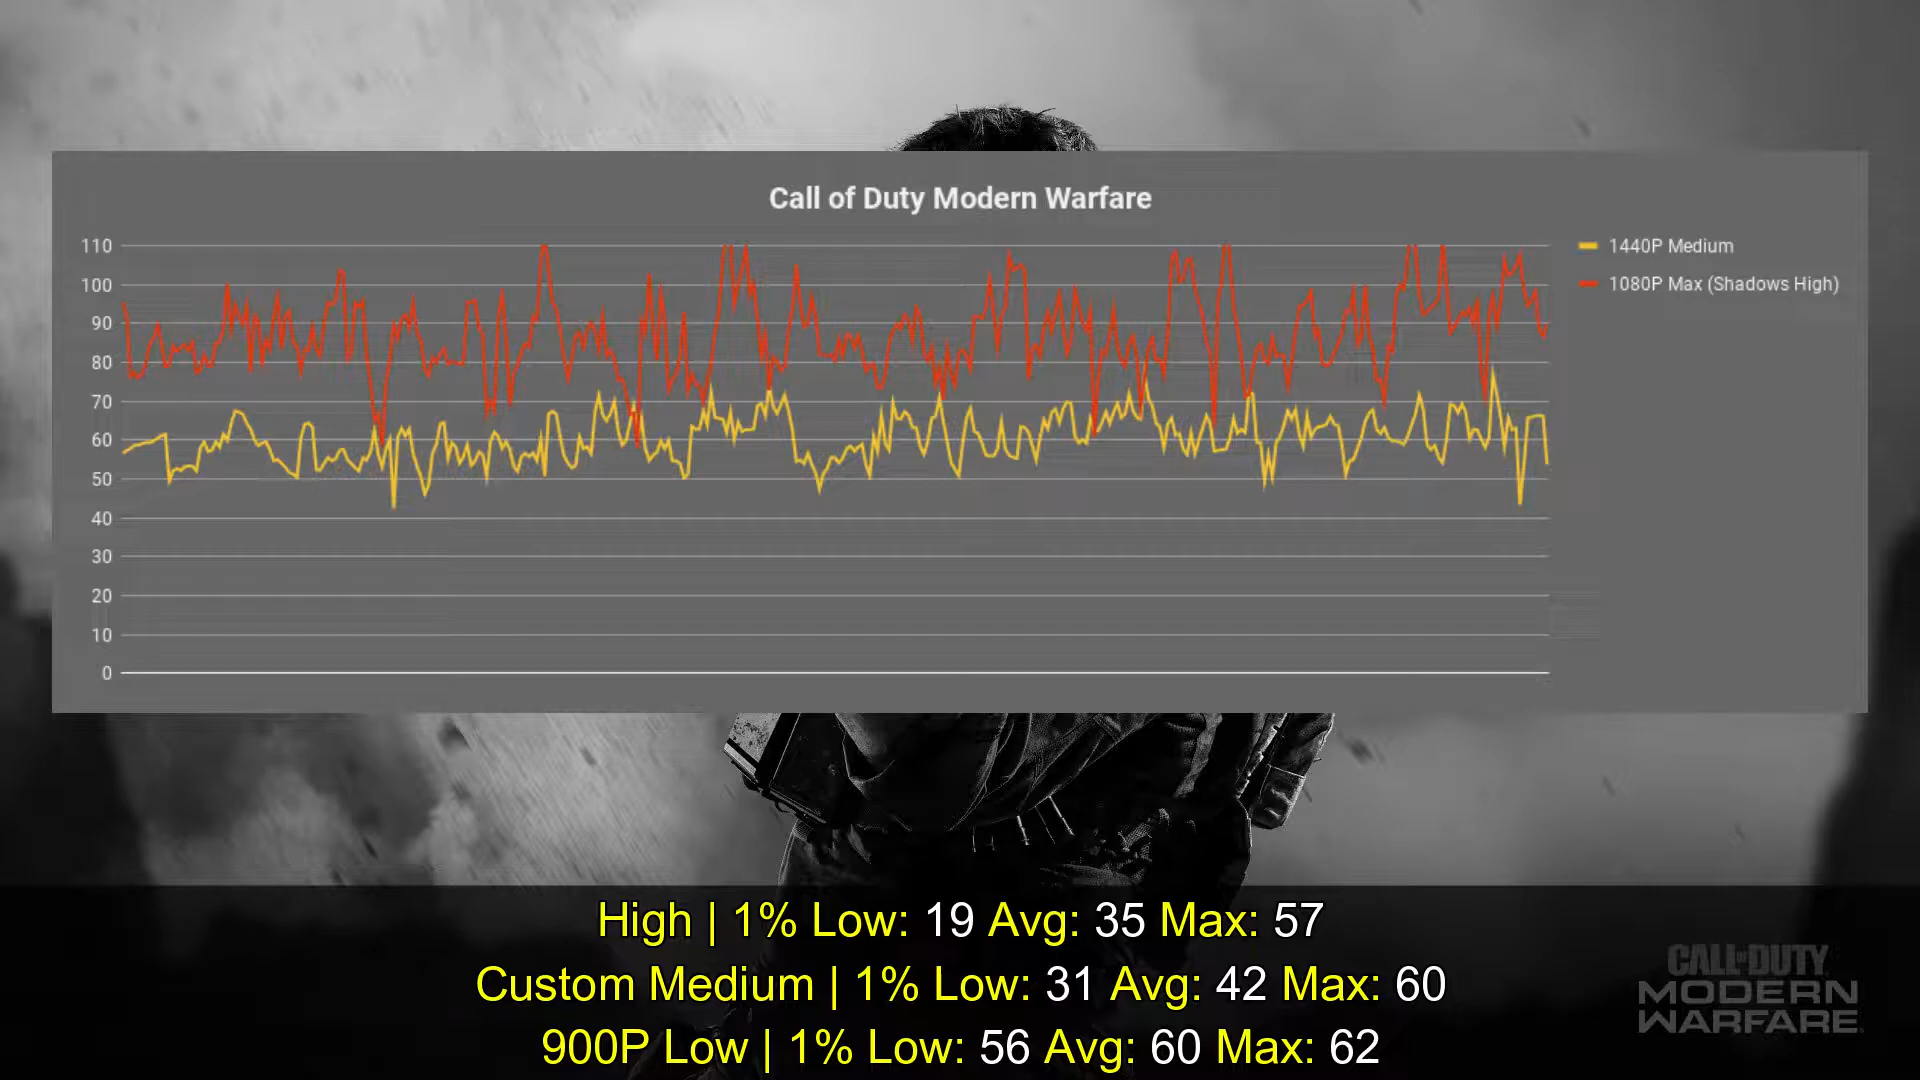 Call of Duty Modern Warfare
110
100
90
80
70
60
50
40
30
20
10
0
1440P Medium
1080P Max (Shadows High)
High | 1% Low: 19 Avg: 35 Max: 57
Custom Medium | 1% Low: 31 Avg: 42 Max: 60
900P Low | 1% Low: 56 Avg: 60 Max: 62
CALL OF DUTY
MODERN
WARFARE